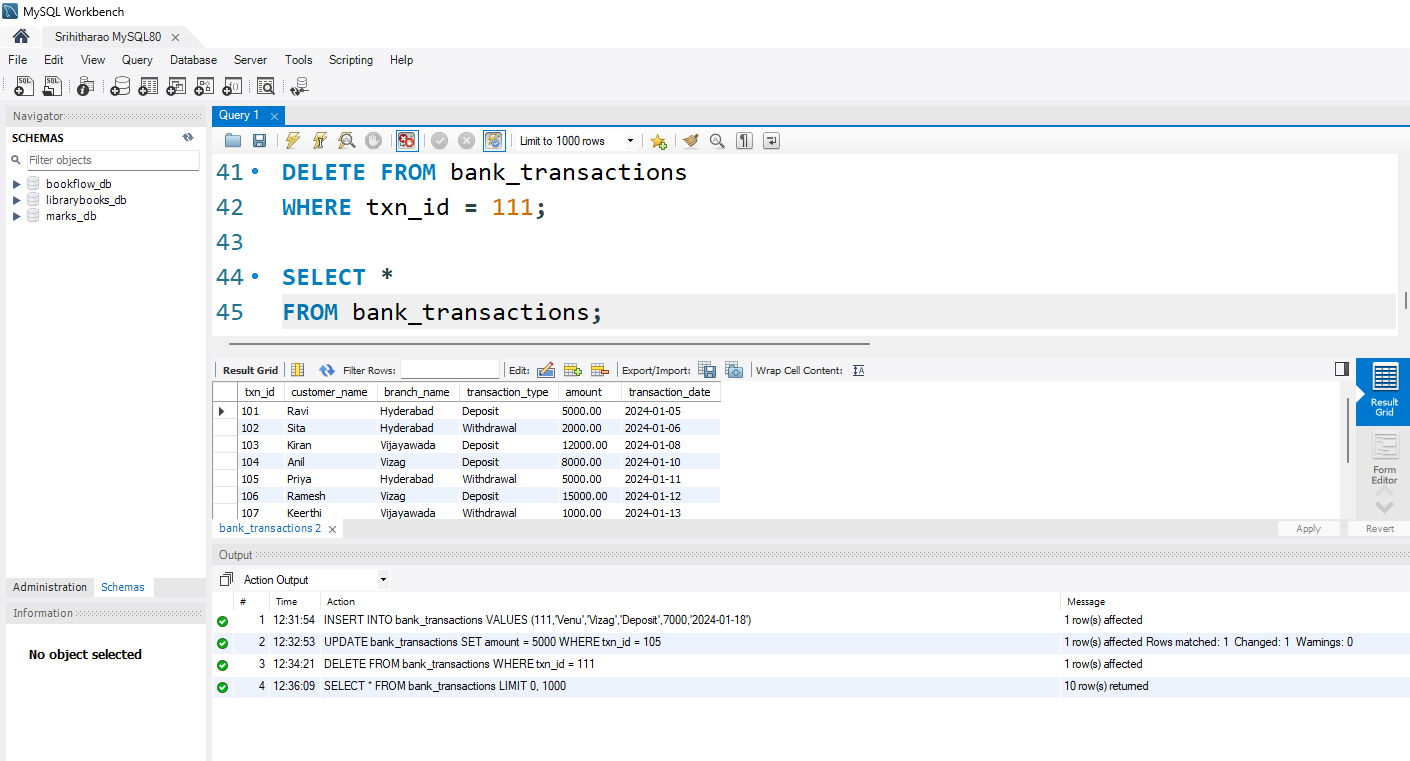 MySQL Workbench
Srihitharao MySQL80
File Edit View Query Database Server Tools Scripting Help
Navigator
SCHEMAS
Filter objects
bookflow_db
librarybooks_db
marks_db
Administration Schemas
Information
No object selected
Query 1
Limit to 1000 rows
41 DELETE FROM bank_transactions
42 WHERE txn_id = 111;
43
44 SELECT *
45 FROM bank_transactions;
Result Grid Filter Rows: Edit: Export/Import: Wrap Cell Content:
txn_id customer_name branch_name transaction_type amount transaction_date
101 Ravi Hyderabad Deposit 5000.00 2024-01-05
102 Sita Hyderabad Withdrawal 2000.00 2024-01-06
103 Kiran Vijayawada Deposit 12000.00 2024-01-08
104 Anil Vizag Deposit 8000.00 2024-01-10
105 Priya Hyderabad Withdrawal 5000.00 2024-01-11
106 Ramesh Vizag Deposit 15000.00 2024-01-12
107 Keerthi Vijayawada Withdrawal 1000.00 2024-01-13
Result
Grid
Form
Editor
bank_transactions 2
Apply Revert
Output
Action Output
# Time Action Message
1 12:31:54 INSERT INTO bank_transactions VALUES (111,'Venu','Vizag','Deposit',7000,'2024-01-18') 1 row(s) affected
2 12:32:53 UPDATE bank_transactions SET amount = 5000 WHERE txn_id = 105 1 row(s) affected Rows matched: 1 Changed: 1 Warnings: 0
3 12:34:21 DELETE FROM bank_transactions WHERE txn_id = 111 1 row(s) affected
4 12:36:09 SELECT * FROM bank_transactions LIMIT 0, 1000 10 row(s) returned